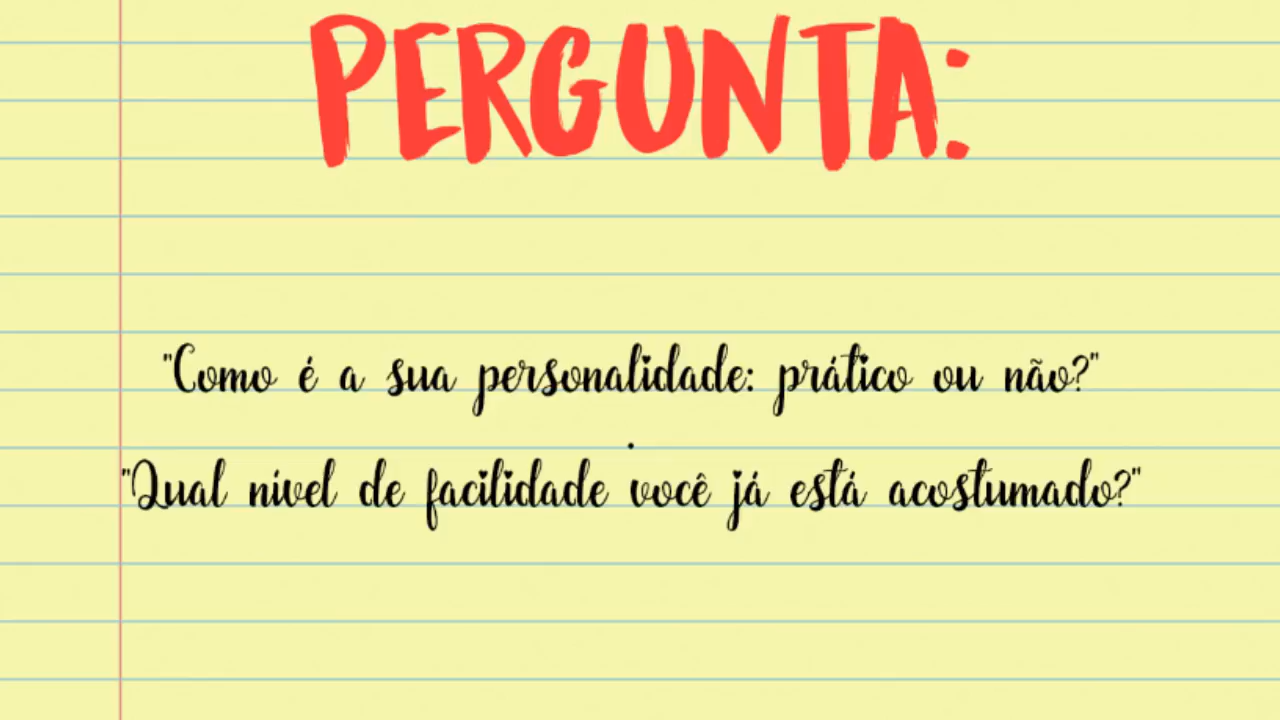 PERGUNTA:
"Como é a sua personalidade: prático ou não?"
.
"Qual nível de facilidade você já está acostumado?"